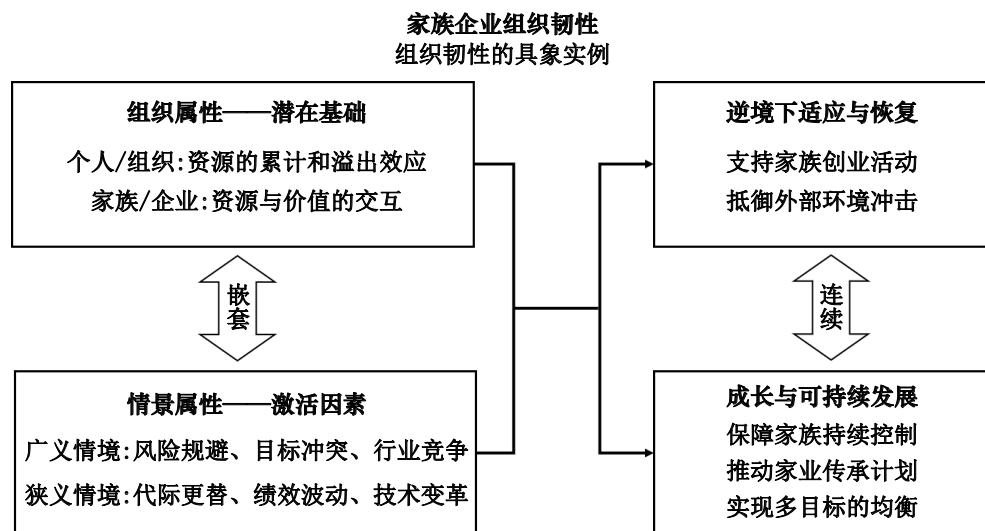 家族企业组织韧性
组织韧性的具象实例
组织属性——潜在基础
个人/组织:资源的累计和溢出效应
家族/企业:资源与价值的交互
嵌套
情景属性——激活因素
广义情境:风险规避、目标冲突、行业竞争
狭义情境:代际更替、绩效波动、技术变革
逆境下适应与恢复
支持家族创业活动
抵御外部环境冲击
连续
成长与可持续发展
保障家族持续控制
推动家业传承计划
实现多目标的均衡